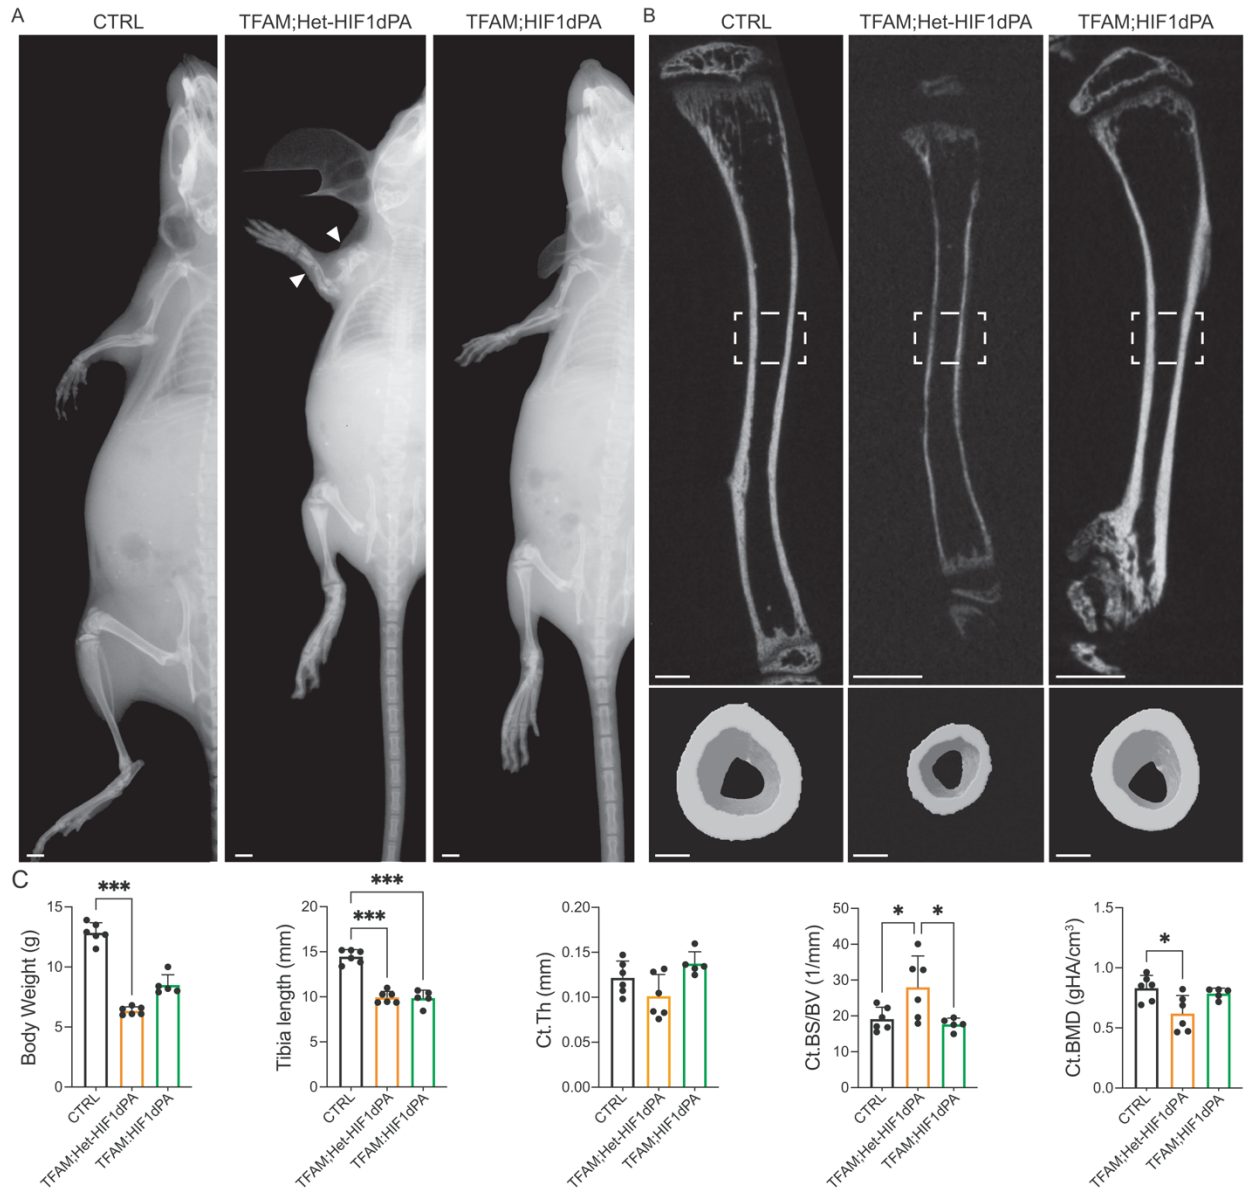 A
CTRL
TFAM;Het-HIF1dPA
TFAM;HIF1dPA
B
CTRL
TFAM;Het-HIF1dPA
TFAM;HIF1dPA
C
Body Weight (g)
15
10
5
0
***
CTRL
TFAM;Het-HIF1dPA
TFAM;HIF1dPA
Tibia length (mm)
20
15
10
5
0
***
***
CTRL
TFAM;Het-HIF1dPA
TFAM;HIF1dPA
Ct.Th (mm)
0.20
0.15
0.10
0.05
0.00
CTRL
TFAM;Het-HIF1dPA
TFAM;HIF1dPA
Ct.BS/BV (1/mm)
50
40
30
20
10
0
*
*
CTRL
TFAM;Het-HIF1dPA
TFAM;HIF1dPA
Ct.BMD (gHA/cm³)
1.5
1.0
0.5
0.0
*
CTRL
TFAM;Het-HIF1dPA
TFAM;HIF1dPA